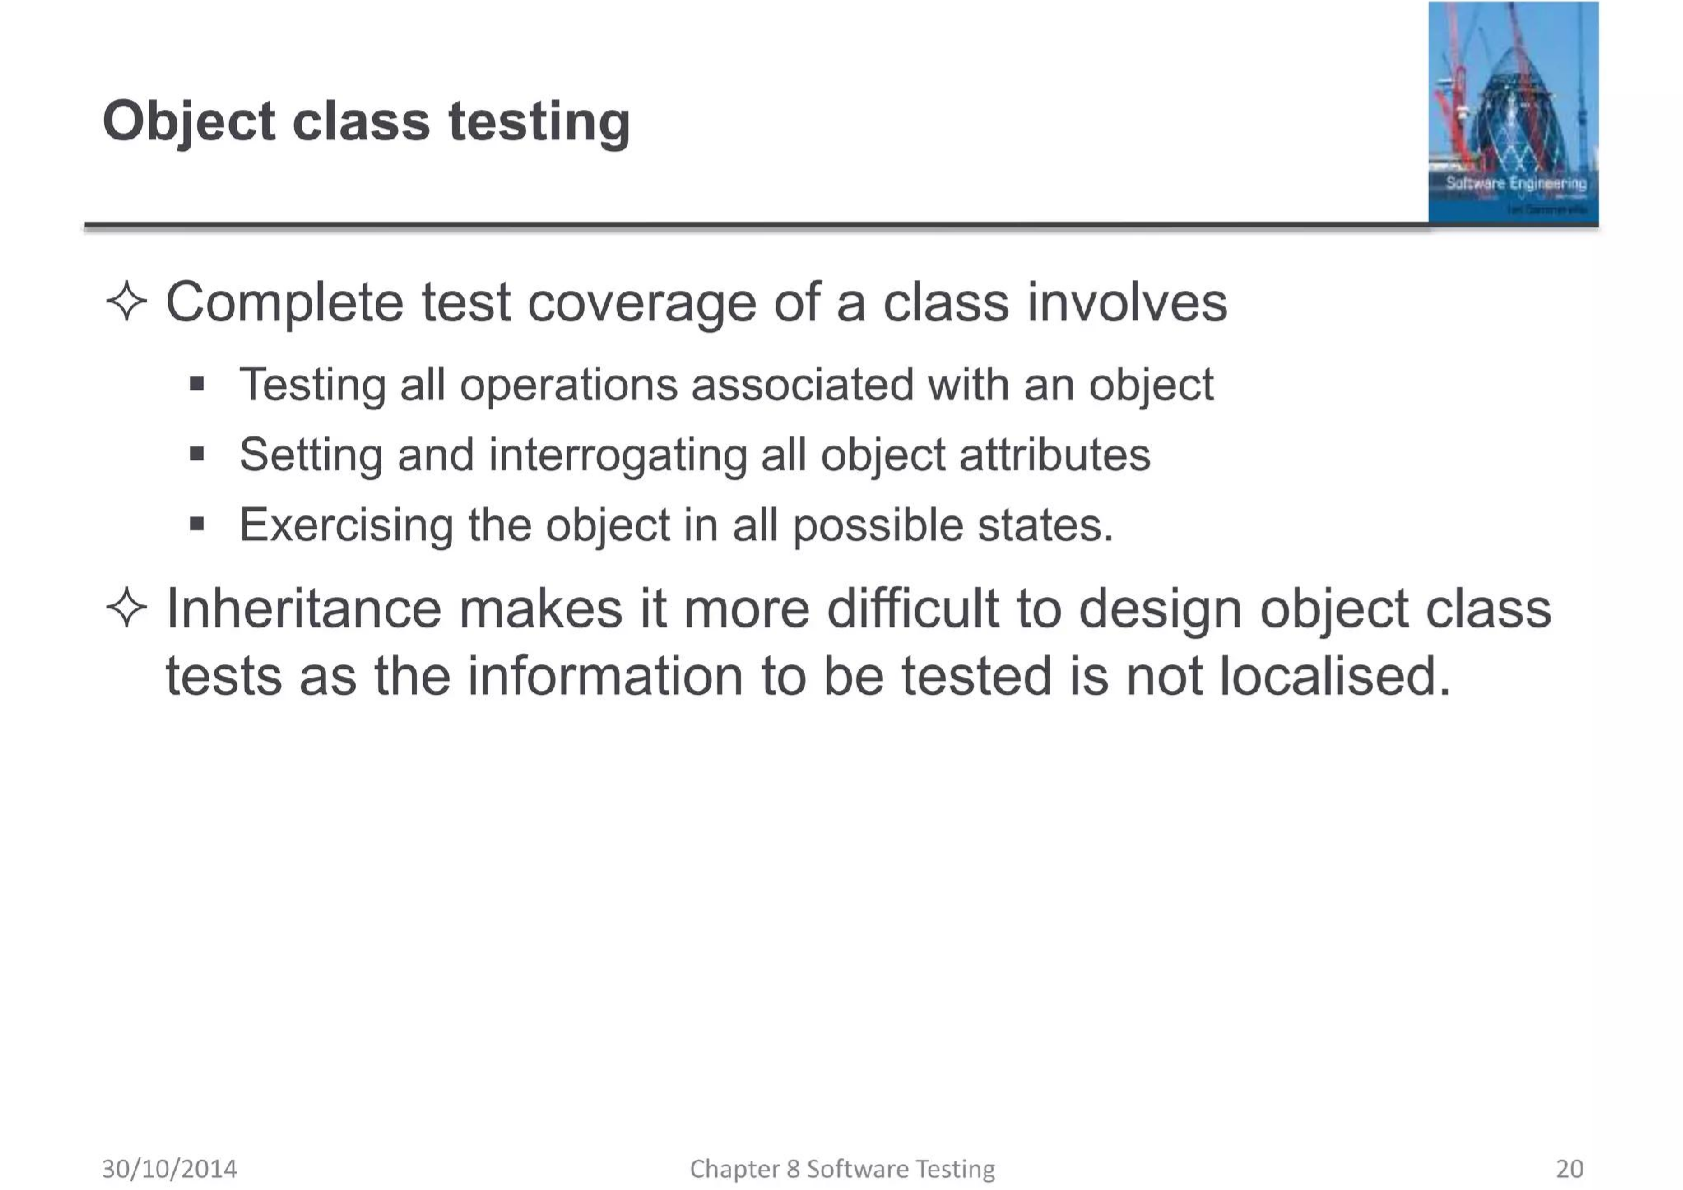 Object class testing
Software Engineering
Ian Sommerville
✧ Complete test coverage of a class involves
▪ Testing all operations associated with an object
▪ Setting and interrogating all object attributes
▪ Exercising the object in all possible states.
✧ Inheritance makes it more difficult to design object class
tests as the information to be tested is not localised.
30/10/2014
Chapter 8 Software Testing
20